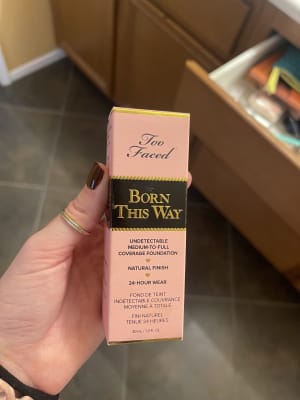 Too
Faced
BORN
THIS WAY
UNDETECTABLE
MEDIUM-TO-FULL
COVERAGE FOUNDATION
NATURAL FINISH
24-HOUR WEAR
FOND DE TEINT
INDÉTECTABLE COUVRANCE
MOYENNE À TOTALE
FINI NATUREL
TENUE 24 HEURES